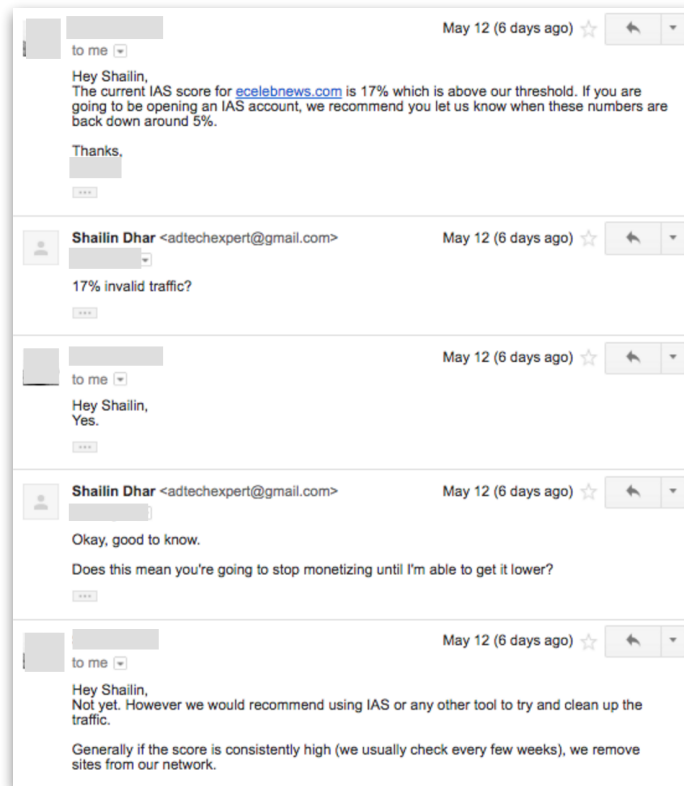 May 12 (6 days ago)
to me
Hey Shailin,
The current IAS score for ecelebnews.com is 17% which is above our threshold. If you are
going to be opening an IAS account, we recommend you let us know when these numbers are
back down around 5%.
Thanks,
Shailin Dhar <adtechexpert@gmail.com> May 12 (6 days ago)
17% invalid traffic?
May 12 (6 days ago)
to me
Hey Shailin,
Yes.
Shailin Dhar <adtechexpert@gmail.com> May 12 (6 days ago)
Okay, good to know.
Does this mean you're going to stop monetizing until I'm able to get it lower?
May 12 (6 days ago)
to me
Hey Shailin,
Not yet. However we would recommend using IAS or any other tool to try and clean up the
traffic.
Generally if the score is consistently high (we usually check every few weeks), we remove
sites from our network.